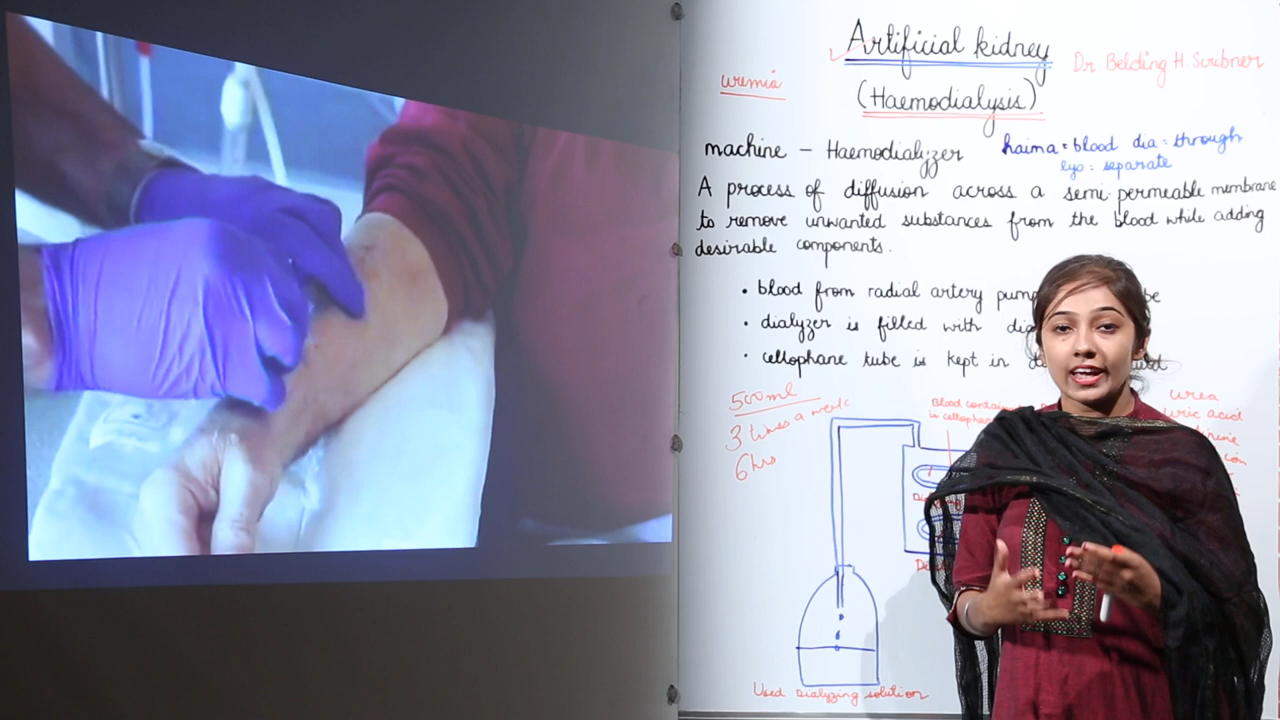 Artificial kidney
Dr Belding H Scribner
uremia
(Haemodialysis)
machine – Haemodialyzer
haima = blood dia = through
lyo = separate
A process of diffusion across a semi-permeable membrane
to remove unwanted substances from the blood while adding
desirable components.
• blood from radial artery
• dialyzer is filled with
• cellophane tube is kept in
500ml
3 times a week
6hrs
Blood
in
urea
uric acid
Used Dialyzing solution